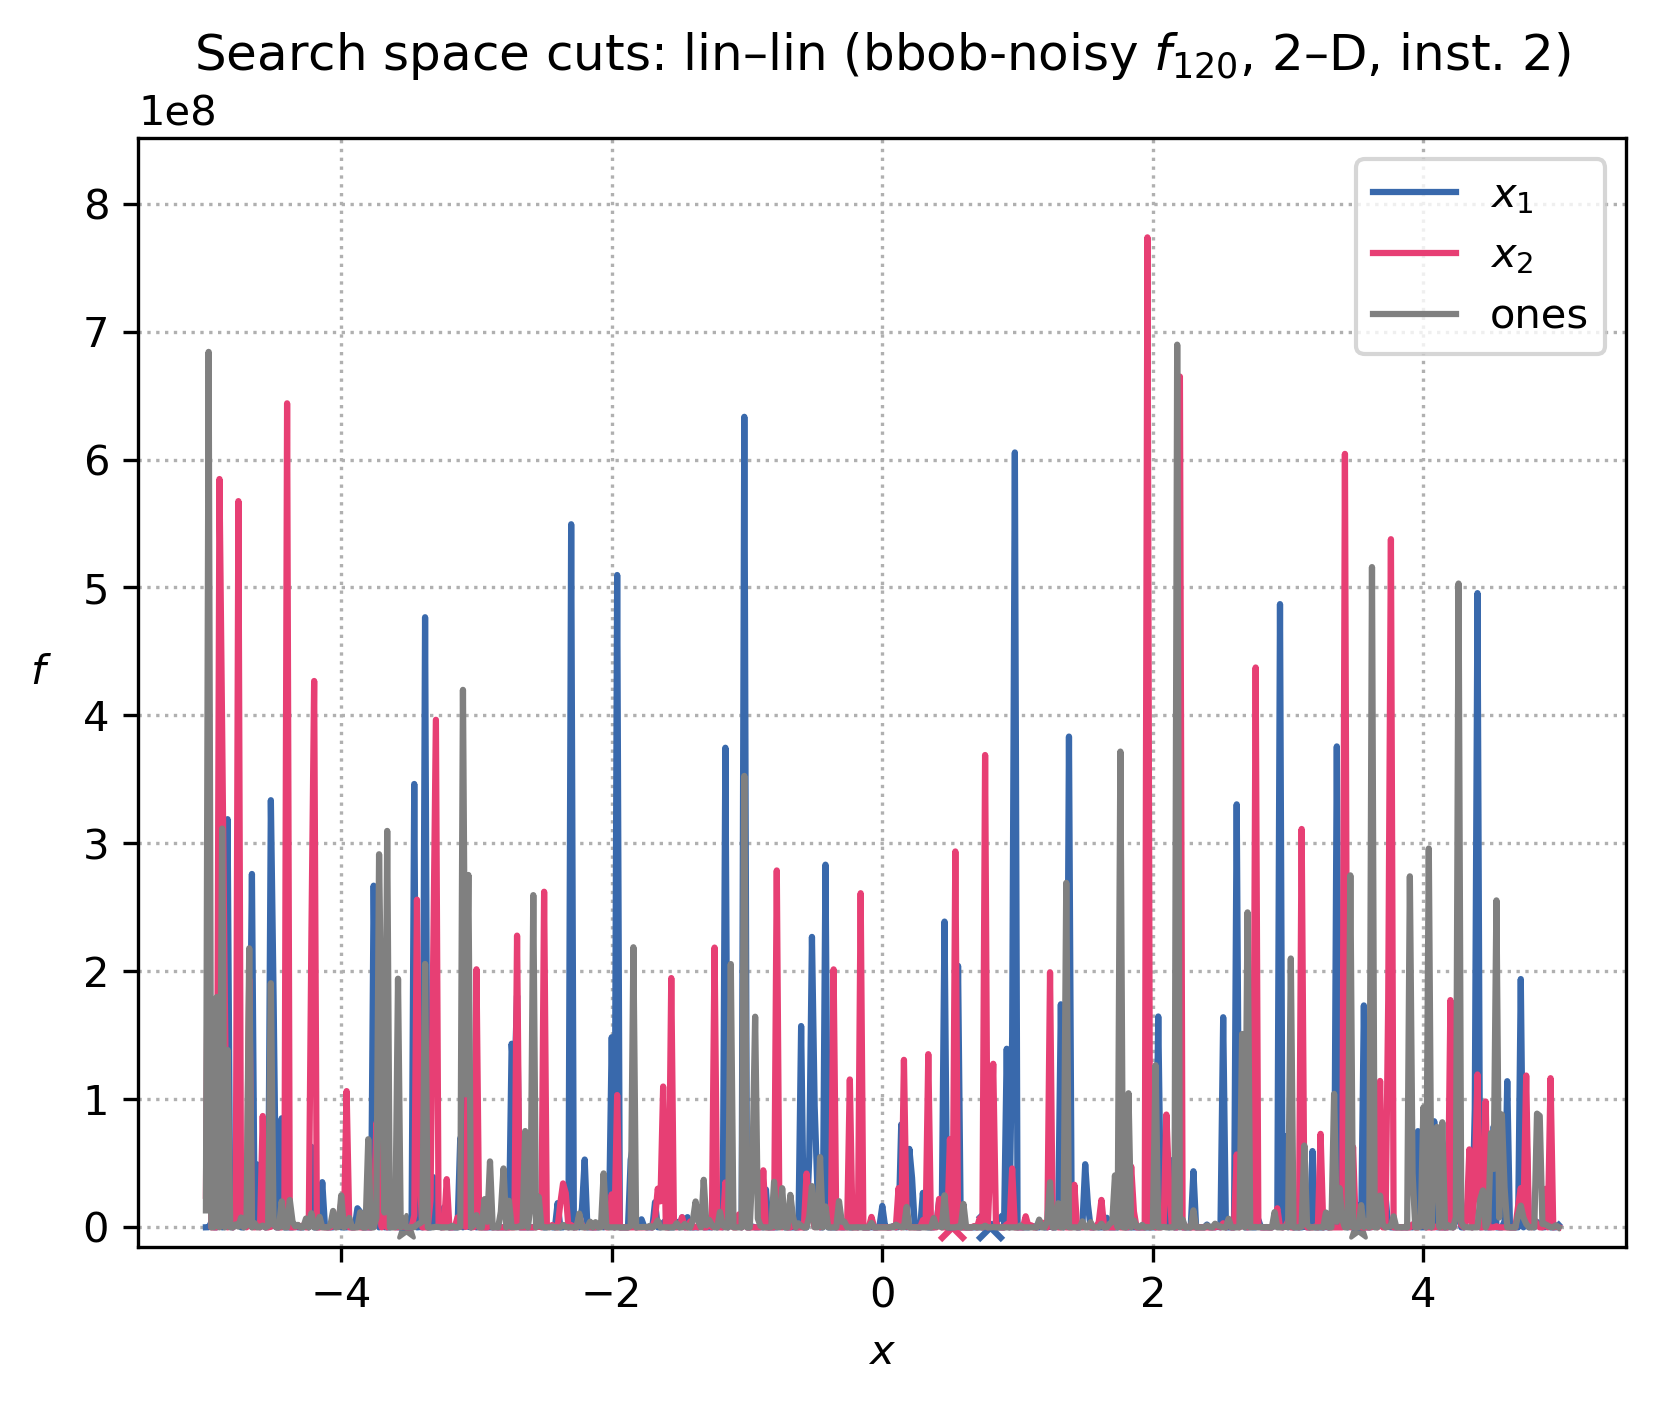 Search space cuts: lin–lin (bbob-noisy f₁₂₀, 2–D, inst. 2)
1e8
8
7
6
5
4
3
2
1
0
f
x₁
x₂
ones
−4
−2
0
2
4
x